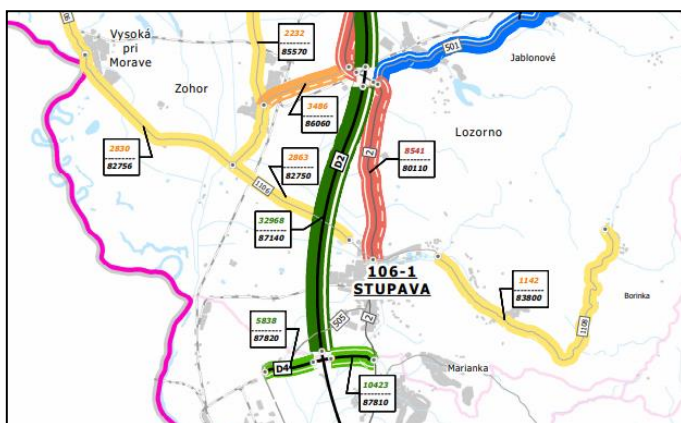 Vysoká
pri
Morave
Zohor
2232
85570
501
Jablonové
3486
86060
Lozorno
2830
82756
2863
82750
1106
D2
2
8541
80110
32968
87140
106-1
STUPAVA
1142
83800
Borinka
1108
5838
87820
505
2
D4
Marianka
10423
87810